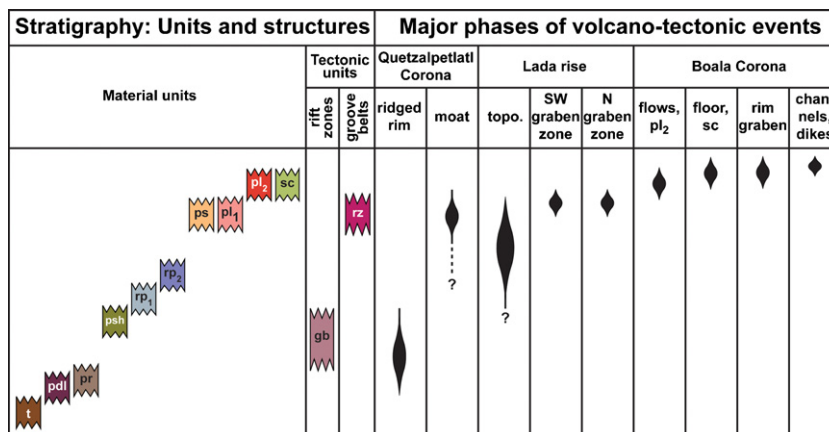 Stratigraphy: Units and structures
Major phases of volcano-tectonic events
Material units
Tectonic
units
Quetzalpetlatl
Corona
Lada rise
Boala Corona
rift
zones
groove
belts
ridged
rim
moat
topo.
SW
graben
zone
N
graben
zone
flows,
pl2
floor,
sc
rim
graben
chan
nels,
dikes
pl2
sc
ps
pl1
rz
rp2
rp1
?
psh
?
gb
pr
pdl
t